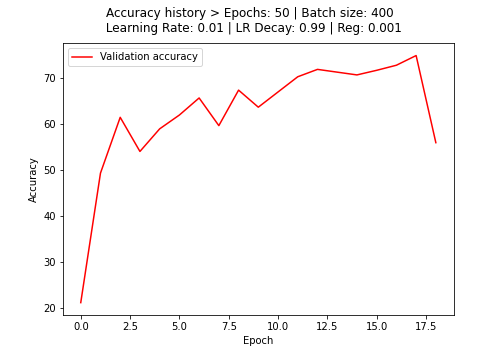 Accuracy history > Epochs: 50 | Batch size: 400
Learning Rate: 0.01 | LR Decay: 0.99 | Reg: 0.001
Validation accuracy
Accuracy
70
60
50
40
30
20
0.0 2.5 5.0 7.5 10.0 12.5 15.0 17.5
Epoch